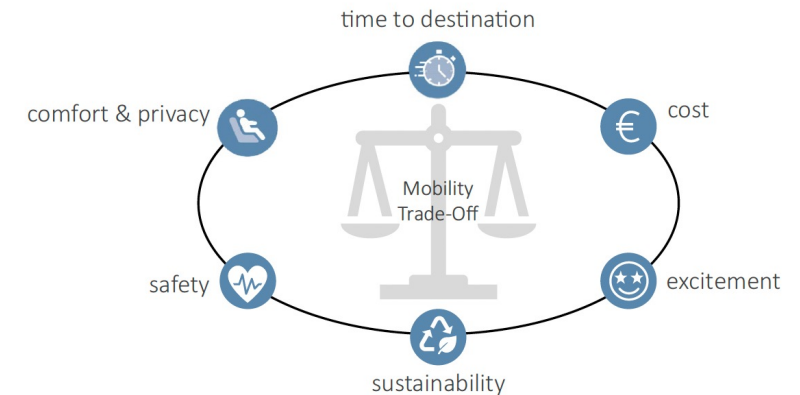 time to destination
comfort & privacy
cost
€
Mobility
Trade-Off
safety
excitement
sustainability